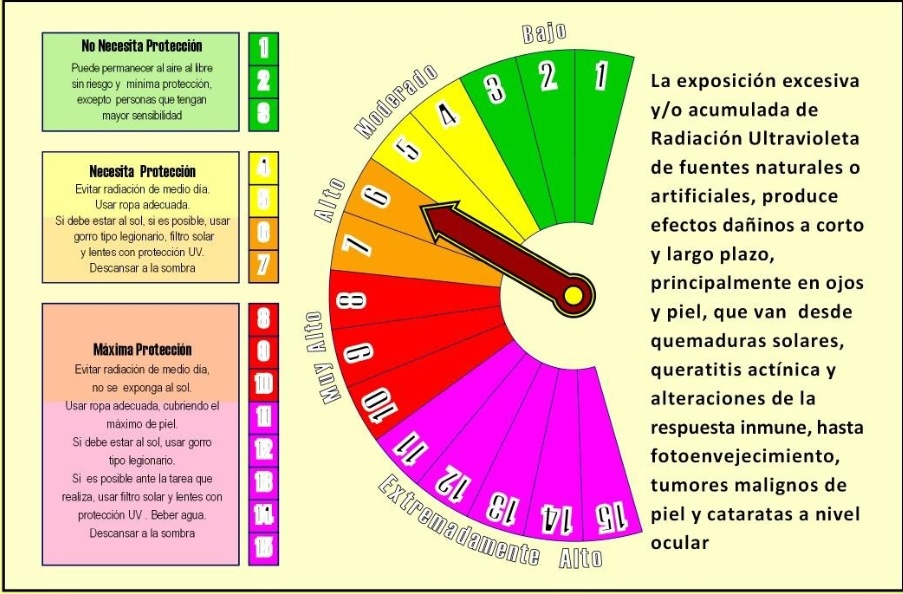 No Necesita Protección
Puede permanecer al aire al libre
sin riesgo y mínima protección,
excepto personas que tengan
mayor sensibilidad
1
2
3
Necesita Protección
Evitar radiación de medio día.
Usar ropa adecuada.
Si debe estar al sol, si es posible, usar
gorro tipo legionario, filtro solar
y lentes con protección UV.
Descansar a la sombra
4
5
6
7
Máxima Protección
Evitar radiación de medio día,
no se exponga al sol.
Usar ropa adecuada, cubriendo el
máximo de piel.
Si debe estar al sol, usar gorro
tipo legionario.
Si es posible ante la tarea que
realiza, usar filtro solar y lentes con
protección UV . Beber agua.
Descansar a la sombra
8
9
10
11
12
13
14
15
Bajo
1
2
3
Moderado
4
5
Alto
6
7
Muy Alto
8
9
10
Extremadamente Alto
11
12
13
14
15
La exposición excesiva
y/o acumulada de
Radiación Ultravioleta
de fuentes naturales o
artificiales, produce
efectos dañinos a corto
y largo plazo,
principalmente en ojos
y piel, que van desde
quemaduras solares,
queratitis actínica y
alteraciones de la
respuesta inmune, hasta
fotoenvejecimiento,
tumores malignos de
piel y cataratas a nivel
ocular